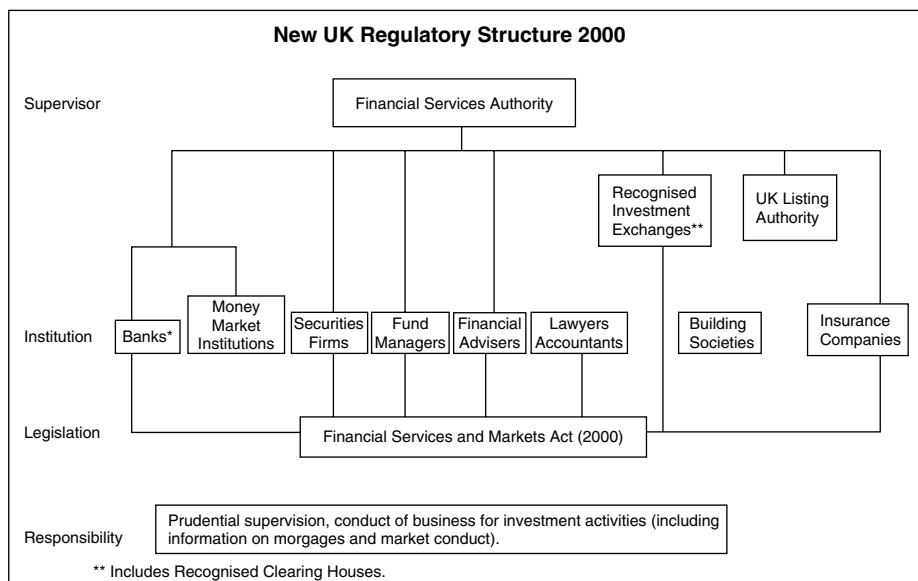 New UK Regulatory Structure 2000
Supervisor
Financial Services Authority
Recognised
Investment
Exchanges**
UK Listing
Authority
Institution
Banks*
Money
Market
Institutions
Securities
Firms
Fund
Managers
Financial
Advisers
Lawyers
Accountants
Building
Societies
Insurance
Companies
Legislation
Financial Services and Markets Act (2000)
Responsibility
Prudential supervision, conduct of business for investment activities (including
information on morgages and market conduct).
** Includes Recognised Clearing Houses.